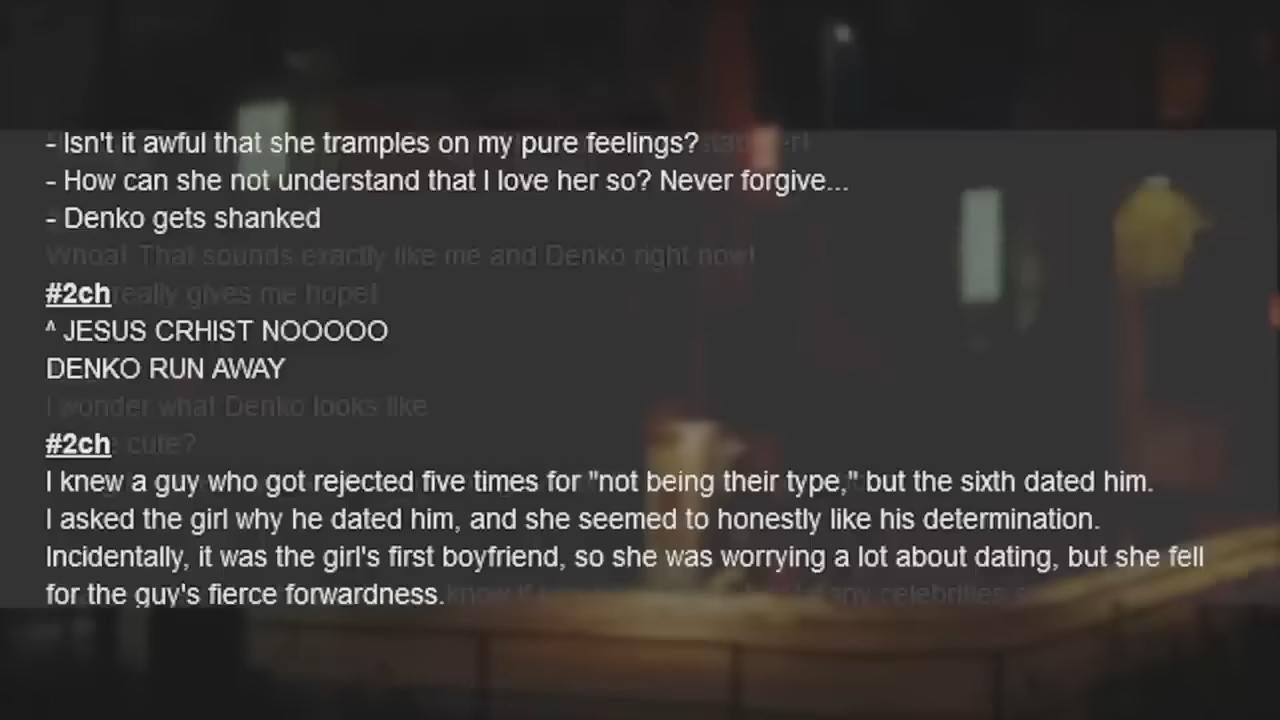 - Isn't it awful that she tramples on my pure feelings?
- How can she not understand that I love her so? Never forgive...
- Denko gets shanked
Whoa! That sounds exactly like me and Denko right now!
#2ch really gives me hope!
^ JESUS CRHIST NOOOOO
DENKO RUN AWAY
I wonder what Denko looks like
#2ch cute?
I knew a guy who got rejected five times for "not being their type," but the sixth dated him.
I asked the girl why he dated him, and she seemed to honestly like his determination.
Incidentally, it was the girl's first boyfriend, so she was worrying a lot about dating, but she fell
for the guy's fierce forwardness.